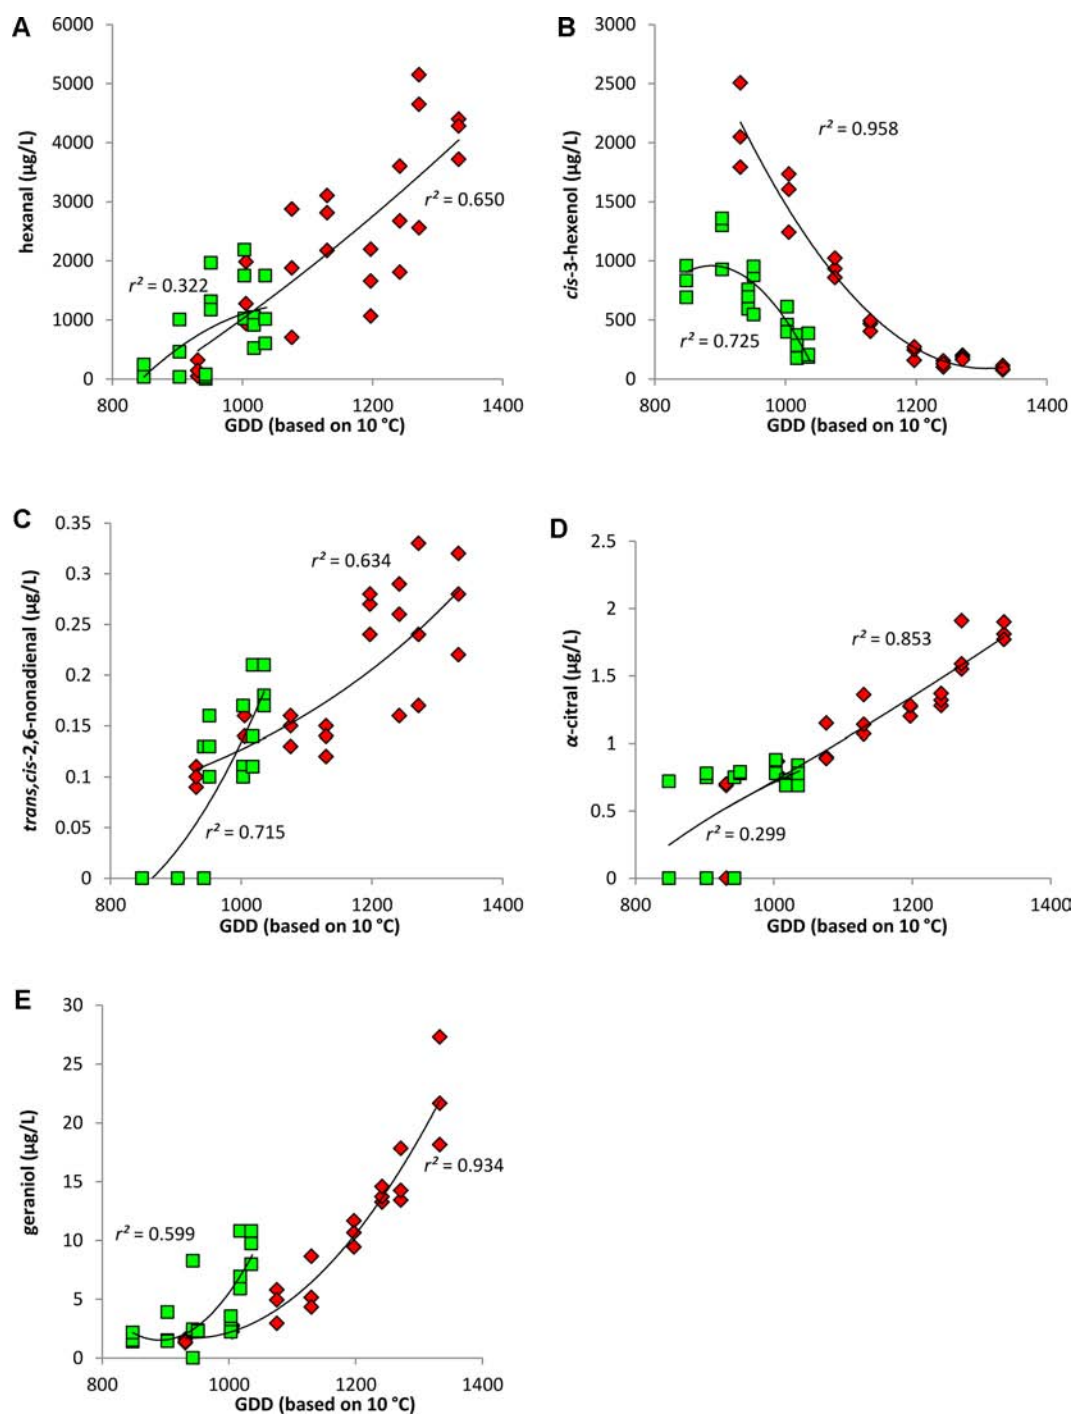 A
6000
5000
4000
3000
2000
1000
0
hexanal (µg/L)
r² = 0.322
r² = 0.650
800
1000
1200
1400
GDD (based on 10 °C)
B
3000
2500
2000
1500
1000
500
0
cis-3-hexenol (µg/L)
r² = 0.958
r² = 0.725
800
1000
1200
1400
GDD (based on 10 °C)
C
0.35
0.3
0.25
0.2
0.15
0.1
0.05
0
trans,cis-2,6-nonadienal (µg/L)
r² = 0.634
r² = 0.715
800
1000
1200
1400
GDD (based on 10 °C)
D
2.5
2
1.5
1
0.5
0
α-citral (µg/L)
r² = 0.853
r² = 0.299
800
1000
1200
1400
GDD (based on 10 °C)
E
30
25
20
15
10
5
0
geraniol (µg/L)
r² = 0.599
r² = 0.934
800
1000
1200
1400
GDD (based on 10 °C)